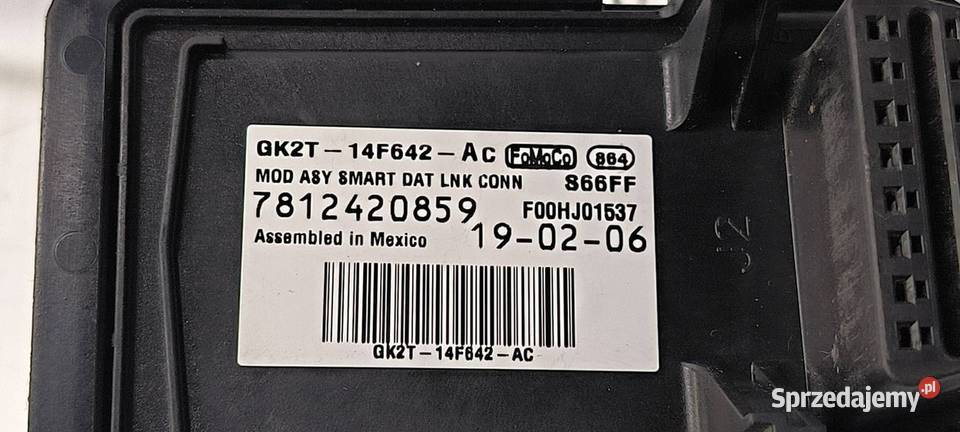 GK2T-14F642-Ac FoMoCo 864
MOD ASY SMART DAT LNK CONN S66FF
7812420859 F00HJ01537
Assembled in Mexico 19-02-06
GK2T-14F642-AC
J2
Sprzedajemy.pl